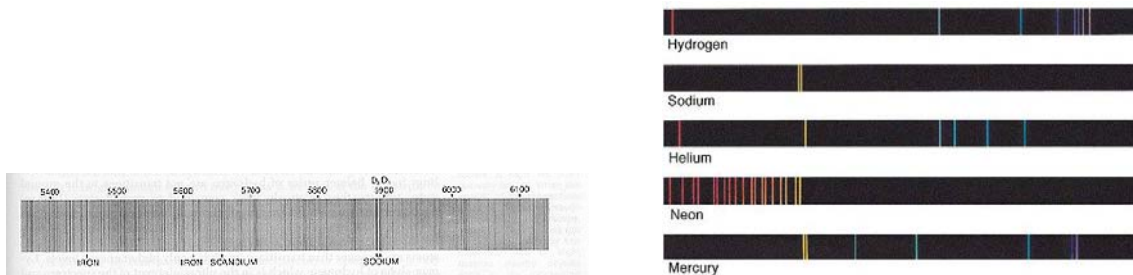 5400 5500 5600 5700 5800 5900 6000 6100
D₂ D₁
IRON IRON SCANDIUM SODIUM
Hydrogen
Sodium
Helium
Neon
Mercury